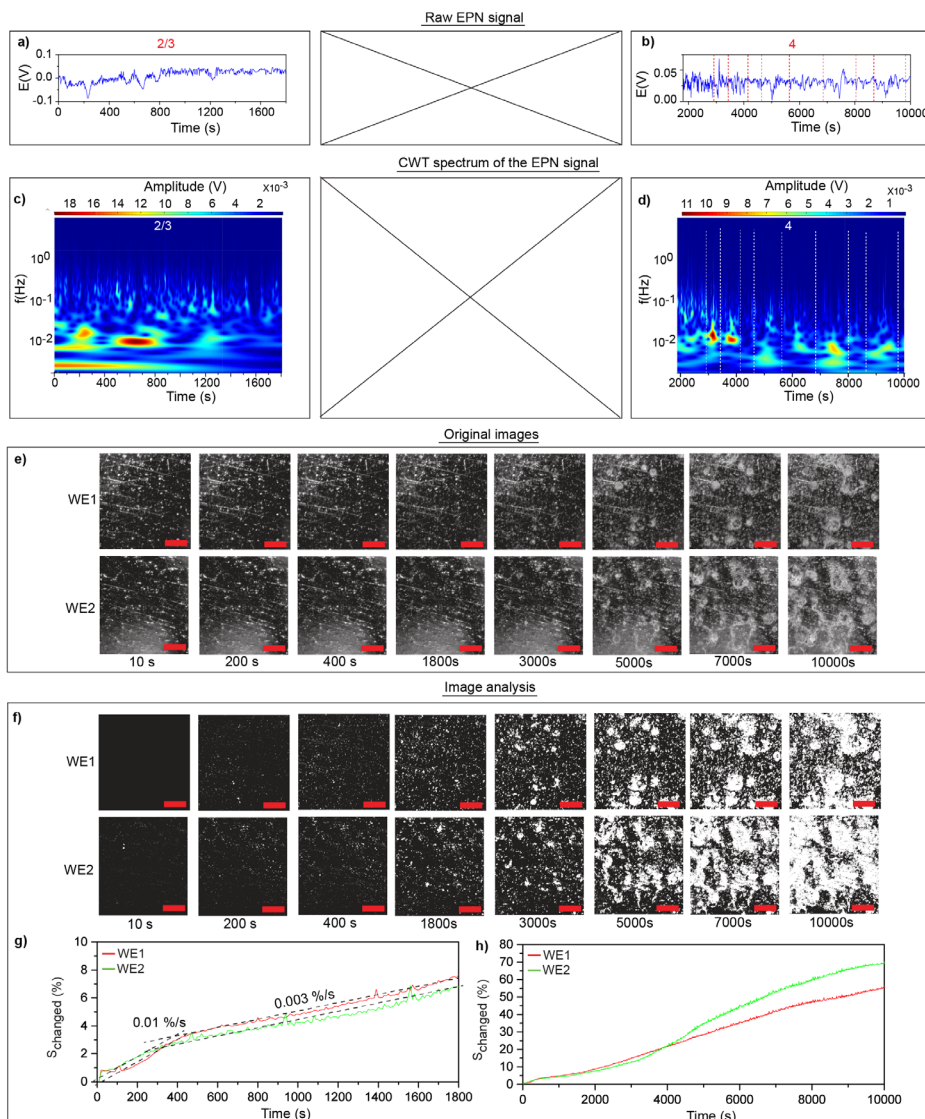 Raw EPN signal
a)
2/3
E(V)
0.1
0.0
-0.1
0 400 800 1200 1600
Time (s)
b)
4
E(V)
0.05
0.00
2000 4000 6000 8000 10000
Time (s)
CWT spectrum of the EPN signal
c)
Amplitude (V) X10⁻³
18 16 14 12 10 8 6 4 2
2/3
f(Hz)
10⁰
10⁻¹
10⁻²
0 400 800 1200 1600
Time (s)
d)
Amplitude (V) X10⁻³
11 10 9 8 7 6 5 4 3 2 1
4
f(Hz)
10⁰
10⁻¹
10⁻²
2000 4000 6000 8000 10000
Time (s)
Original images
e)
WE1
WE2
10 s 200 s 400 s 1800s 3000s 5000s 7000s 10000s
Image analysis
f)
WE1
WE2
10 s 200 s 400 s 1800s 3000s 5000s 7000s 10000s
g)
WE1
WE2
0.01 %/s
0.003 %/s
Schanged (%)
10
8
6
4
2
0
0 200 400 600 800 1000 1200 1400 1600 1800
Time (s)
h)
WE1
WE2
Schanged (%)
80
70
60
50
40
30
20
10
0
0 2000 4000 6000 8000 10000
Time (s)